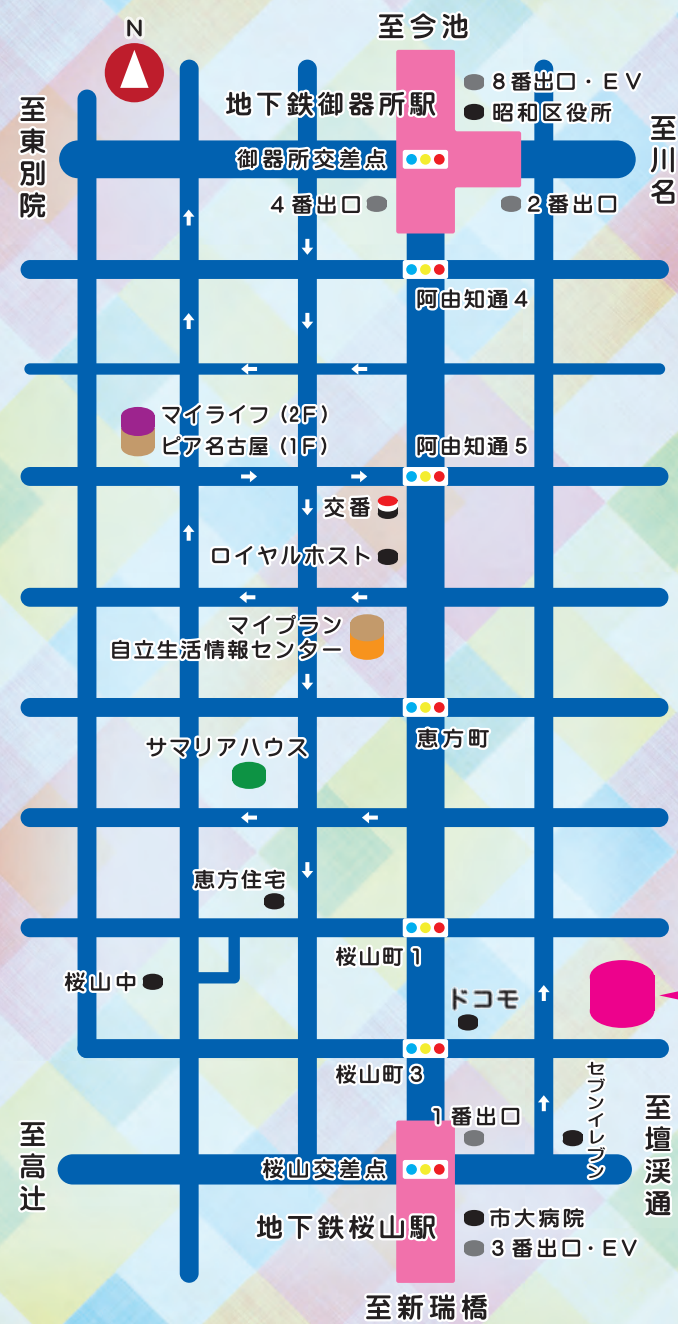 N
至今池
8番出口・EV
地下鉄御器所駅
昭和区役所
至東別院
至川名
御器所交差点
4番出口
2番出口
阿由知通4
マイライフ(2F)
ピア名古屋(1F)
阿由知通5
交番
ロイヤルホスト
マイプラン
自立生活情報センター
恵方町
サマリアハウス
恵方住宅
桜山町1
桜山中
ドコモ
桜山町3
セブンイレブン
1番出口
至高辻
至壇渓通
桜山交差点
市大病院
地下鉄桜山駅
3番出口・EV
至新瑞橋